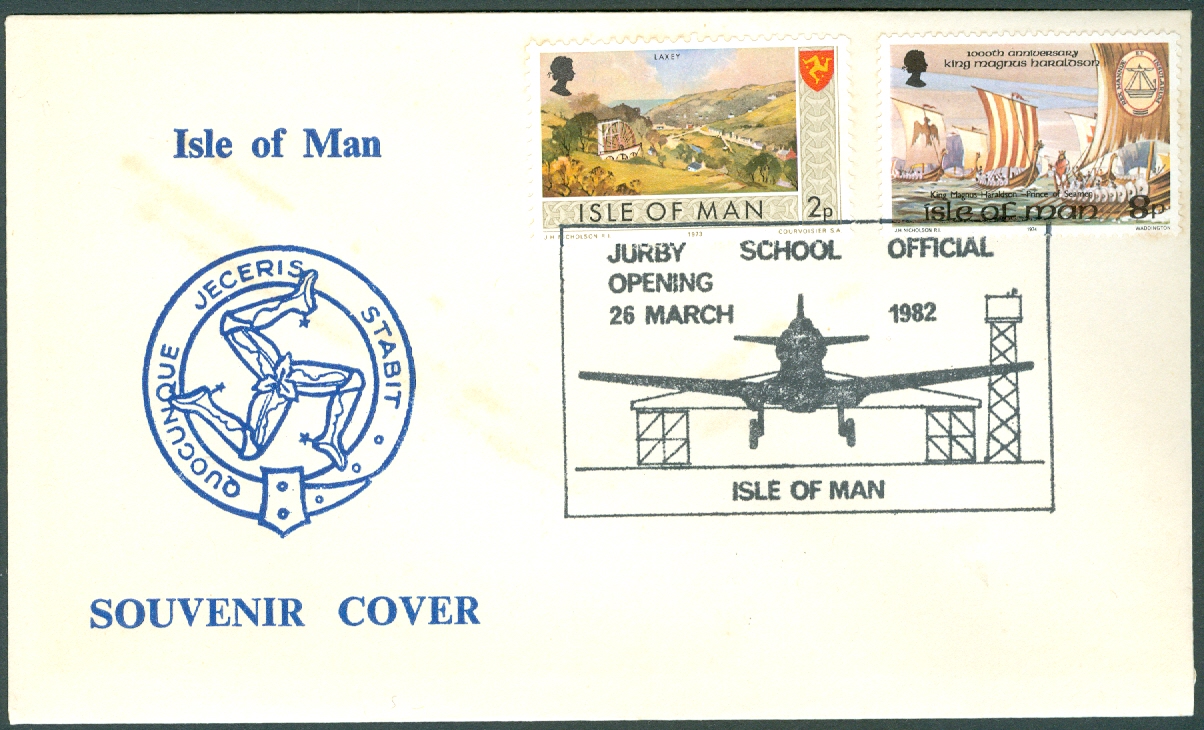 Isle of Man
QUOCUNQUE JECERIS STABIT
SOUVENIR COVER
LAXEY
ISLE OF MAN 2p
J.H. NICHOLSON R.I. 1973 COURVOISIER S.A.
1000th anniversary
king magnus haraldson
King Magnus Haraldson - Prince of Seamen
isle of man 8p
J.H. NICHOLSON R.I. 1974 WADDINGTON
JURBY SCHOOL OFFICIAL
OPENING
26 MARCH 1982
ISLE OF MAN